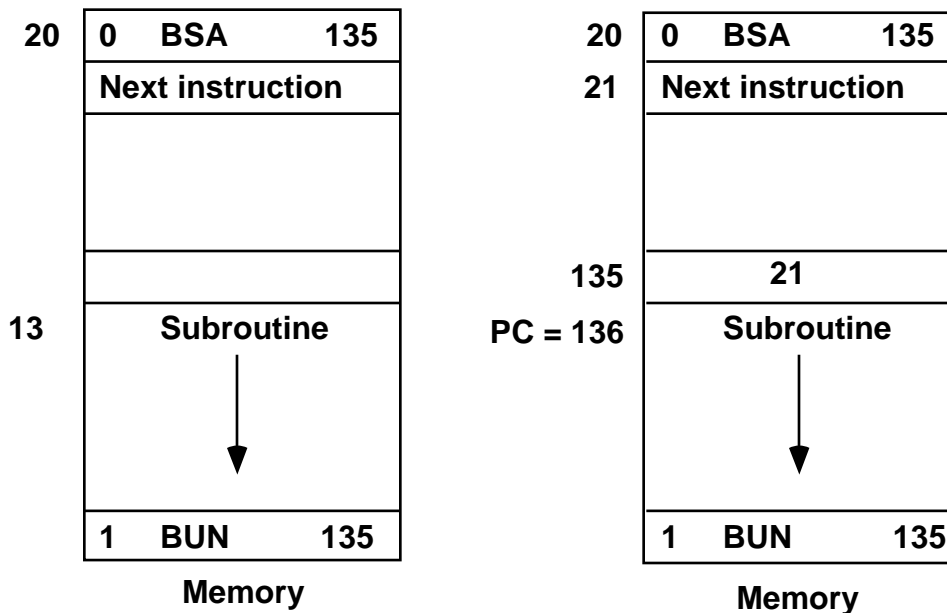 20 0 BSA 135
Next instruction
13 Subroutine
1 BUN 135
Memory
20 0 BSA 135
21 Next instruction
135 21
PC = 136 Subroutine
1 BUN 135
Memory